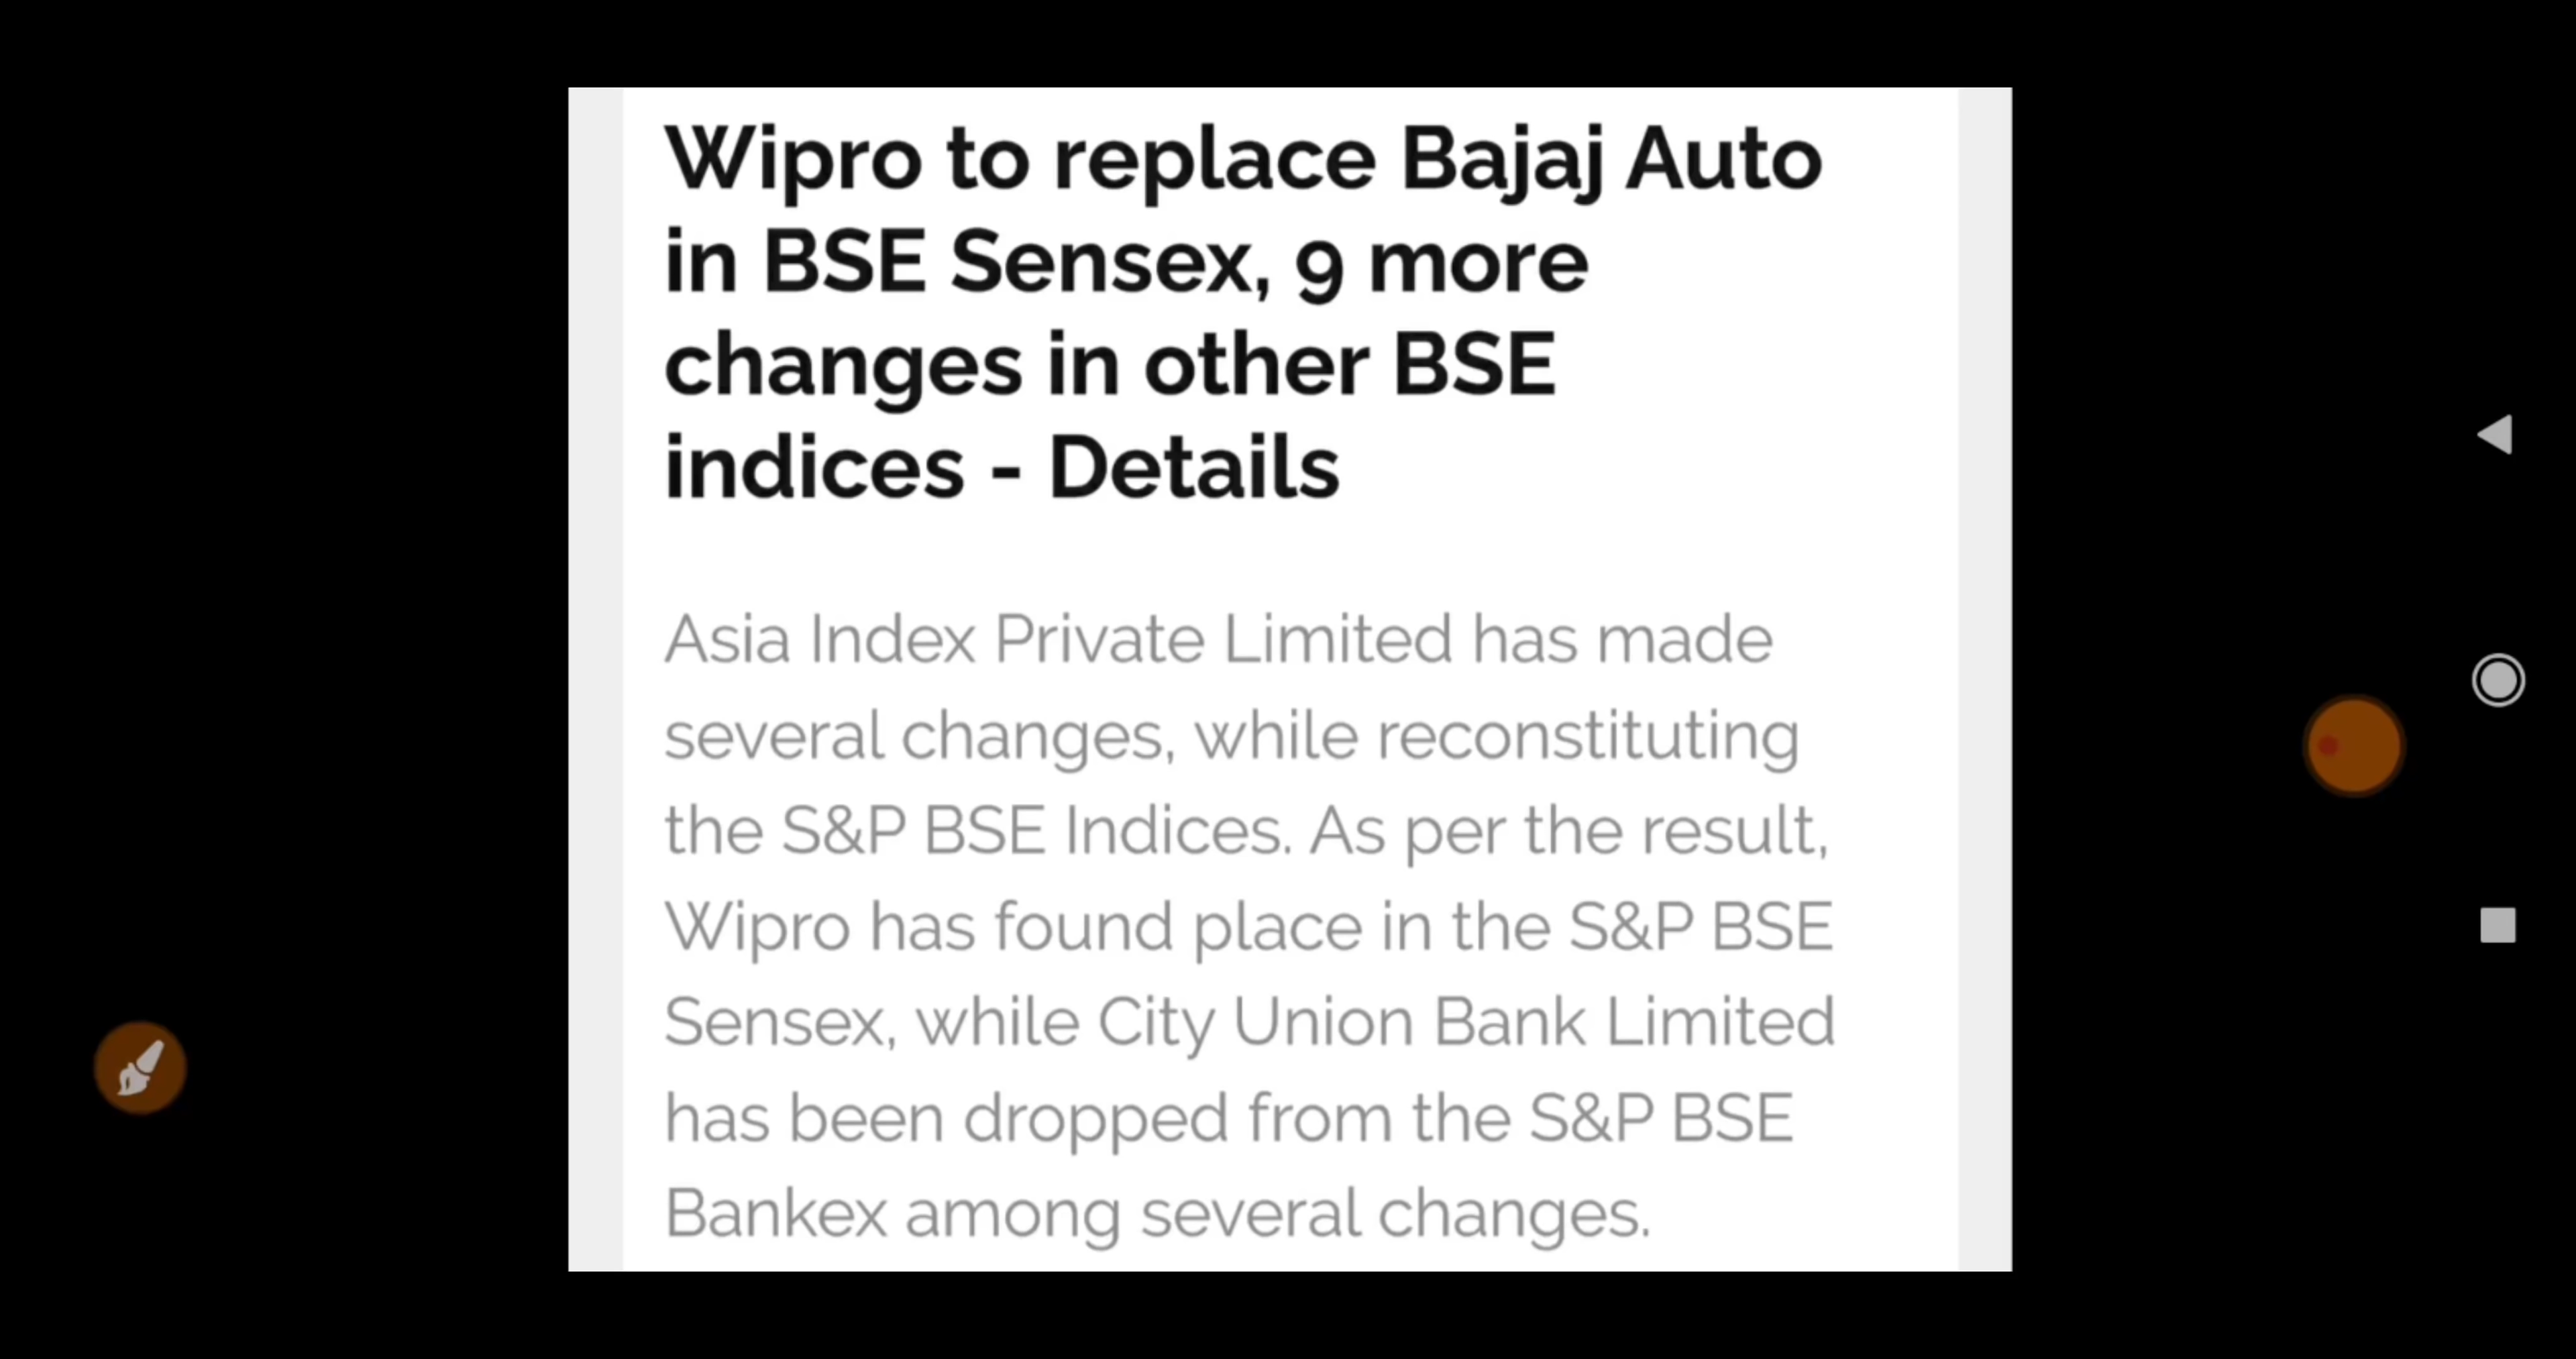 Wipro to replace Bajaj Auto
in BSE Sensex, 9 more
changes in other BSE
indices - Details
Asia Index Private Limited has made
several changes, while reconstituting
the S&P BSE Indices. As per the result,
Wipro has found place in the S&P BSE
Sensex, while City Union Bank Limited
has been dropped from the S&P BSE
Bankex among several changes.